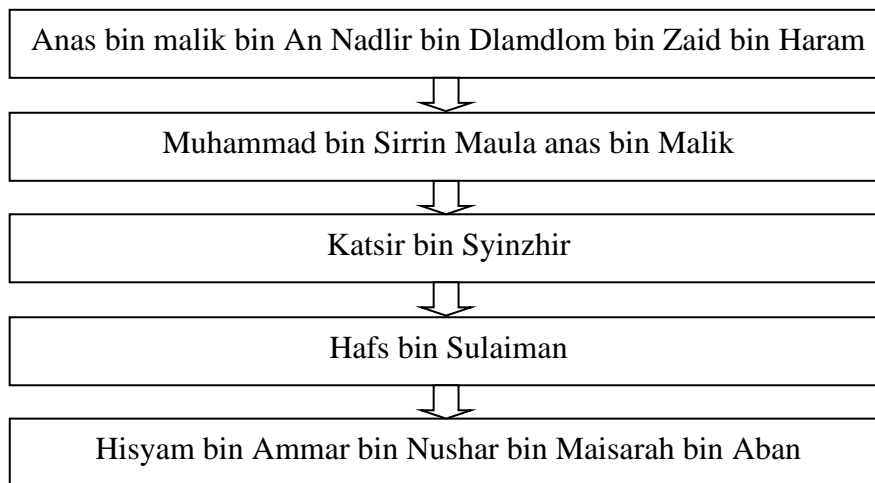 Anas bin malik bin An Nadlir bin Dlamdlom bin Zaid bin Haram
Muhammad bin Sirrin Maula anas bin Malik
Katsir bin Syinzhir
Hafs bin Sulaiman
Hisyam bin Ammar bin Nushar bin Maisarah bin Aban